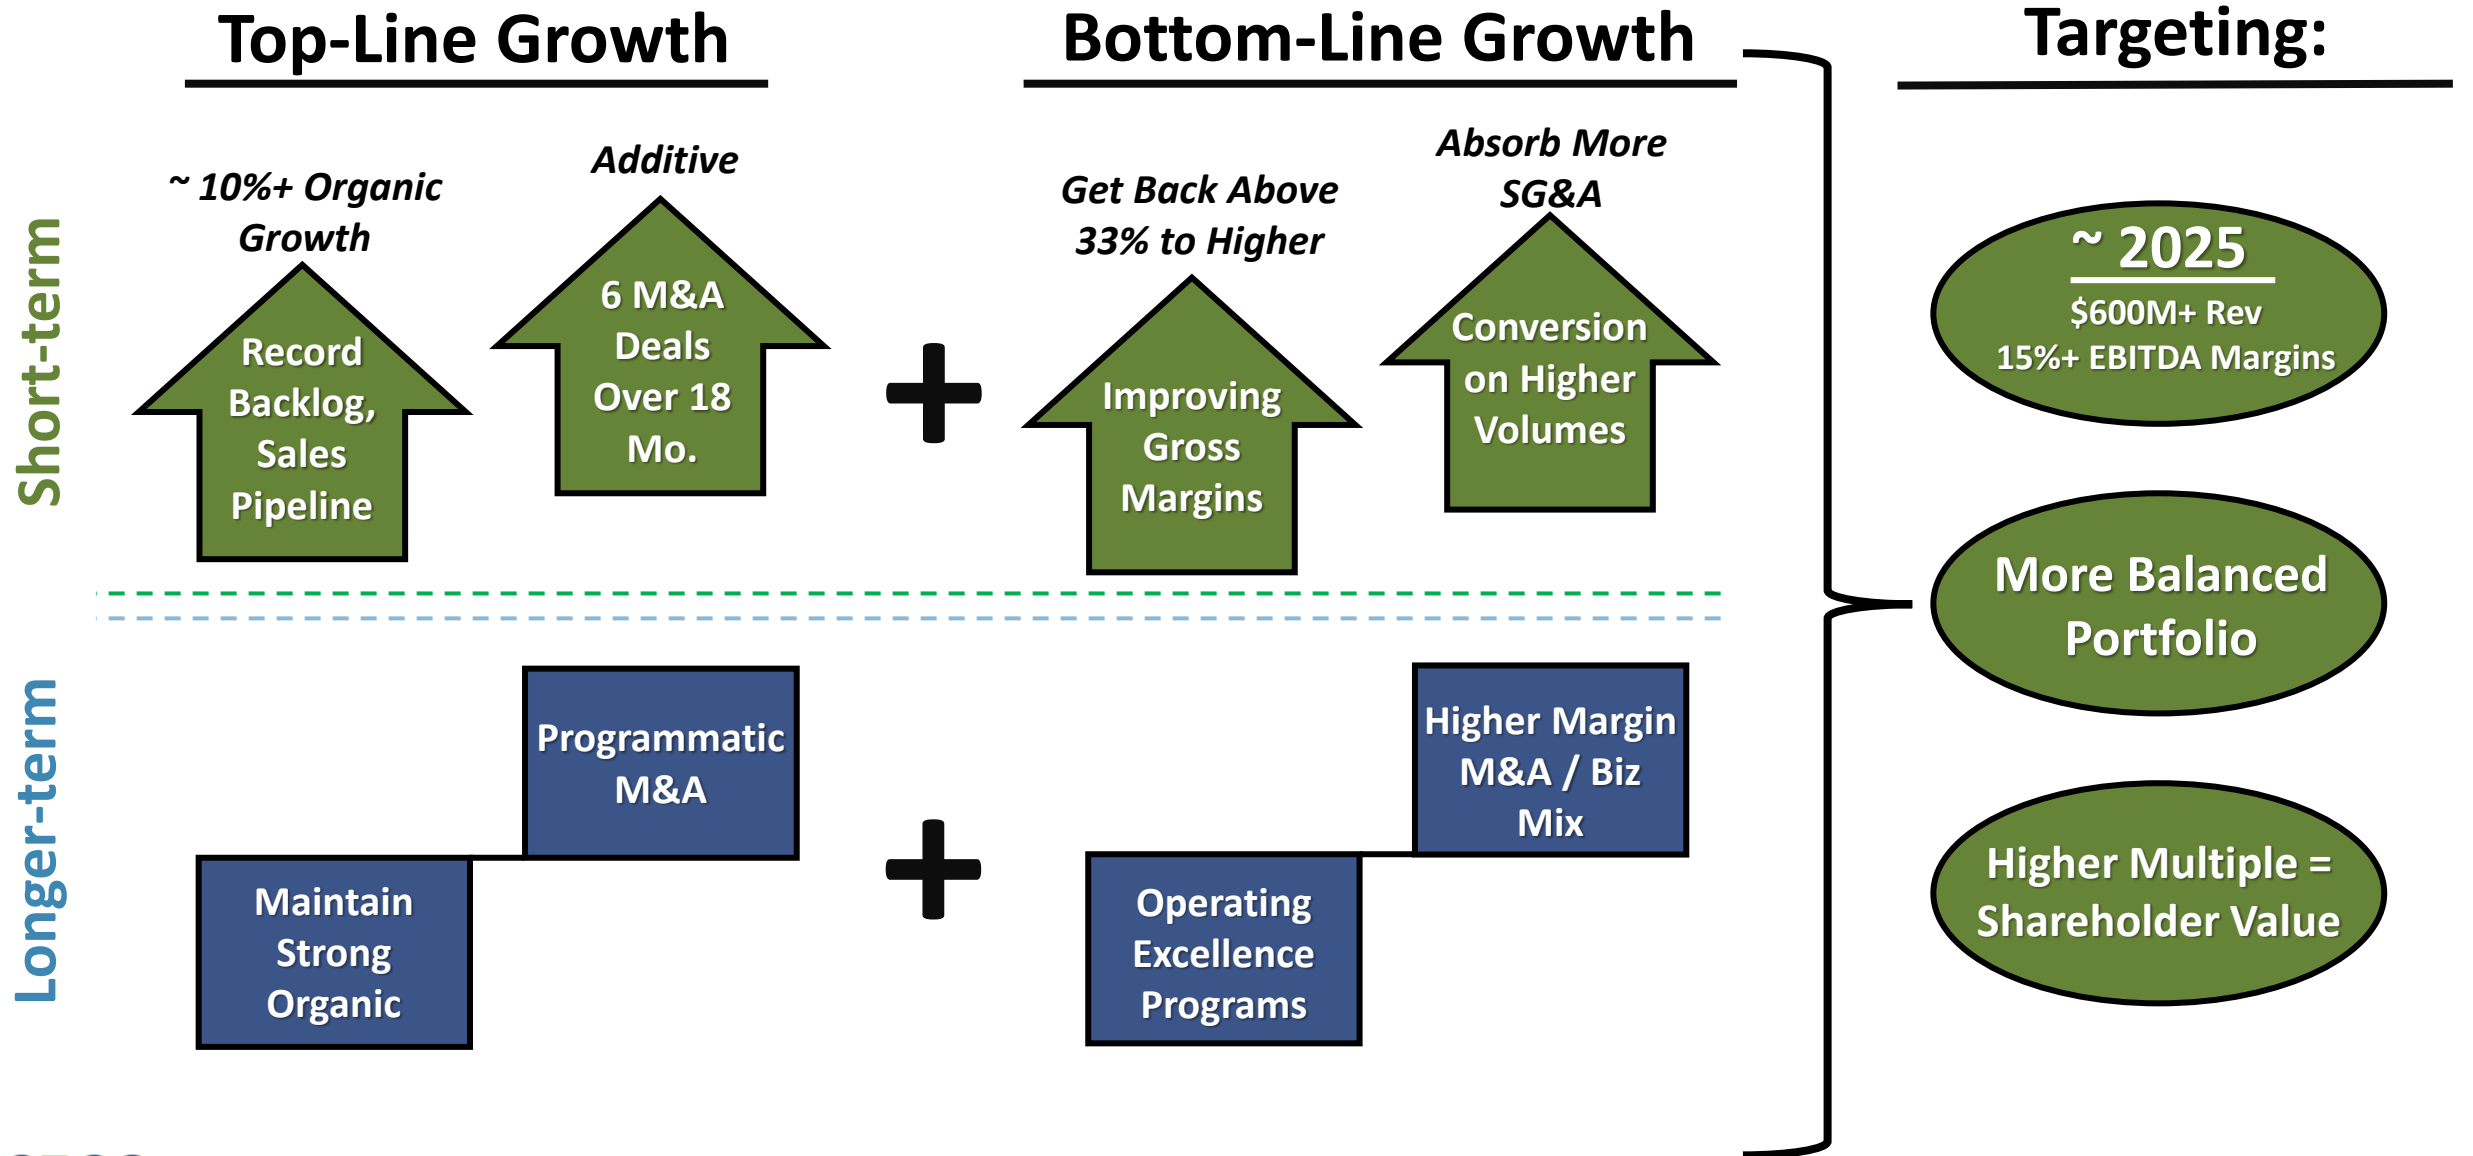 Top-Line Growth
Bottom-Line Growth
Targeting:
Short-term
~ 10%+ Organic
Growth
Record
Backlog,
Sales
Pipeline
Additive
6 M&A
Deals
Over 18
Mo.
+
Get Back Above
33% to Higher
Improving
Gross
Margins
Absorb More
SG&A
Conversion
on Higher
Volumes
~ 2025
$600M+ Rev
15%+ EBITDA Margins
More Balanced
Portfolio
Higher Multiple =
Shareholder Value
Longer-term
Maintain
Strong
Organic
Programmatic
M&A
+
Operating
Excellence
Programs
Higher Margin
M&A / Biz
Mix